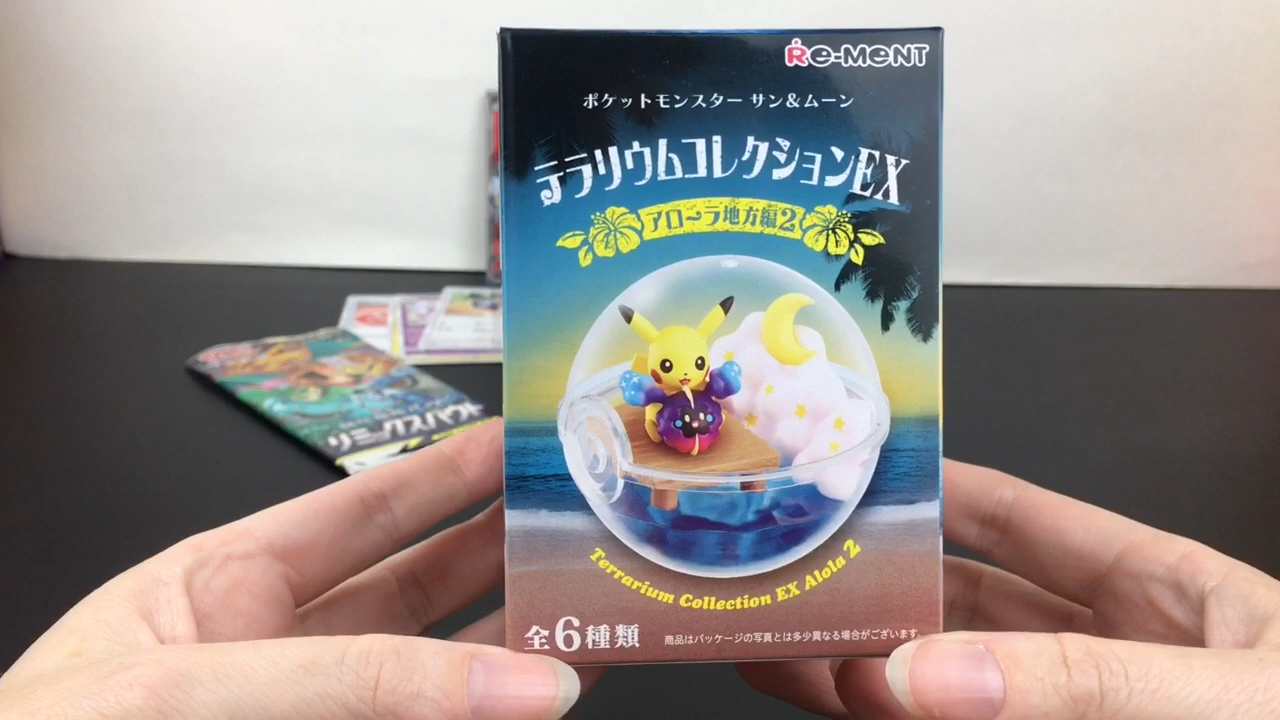 Re-MeNT
ポケットモンスター サン&ムーン
テラリウムコレクションEX
アローラ地方編2
Terrarium Collection EX Alola 2
全6種類
商品はパッケージの写真とは多少異なる場合がございます。
リミックスバウト